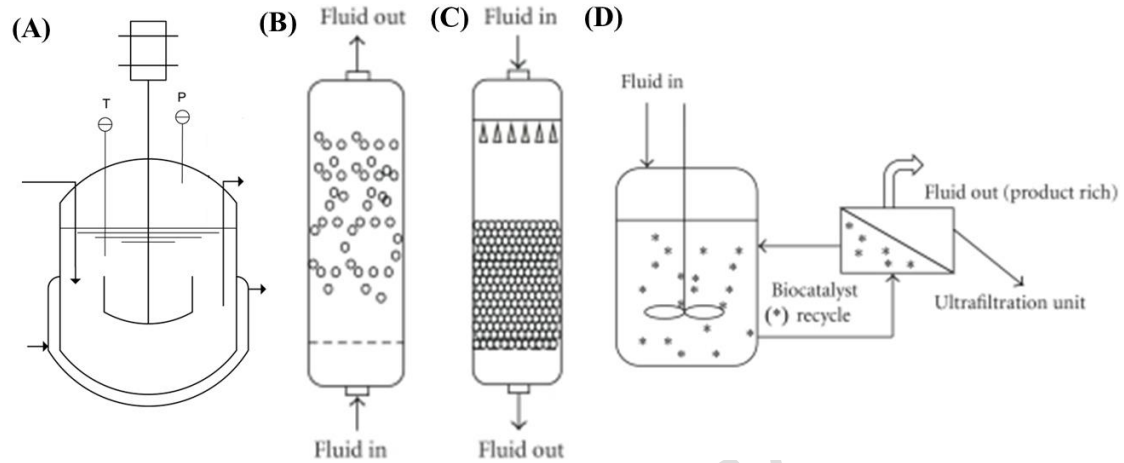 (A)
T
P
(B)
Fluid out
Fluid in
(C)
Fluid in
Fluid out
(D)
Fluid in
Fluid out (product rich)
Ultrafiltration unit
Biocatalyst
(*) recycle